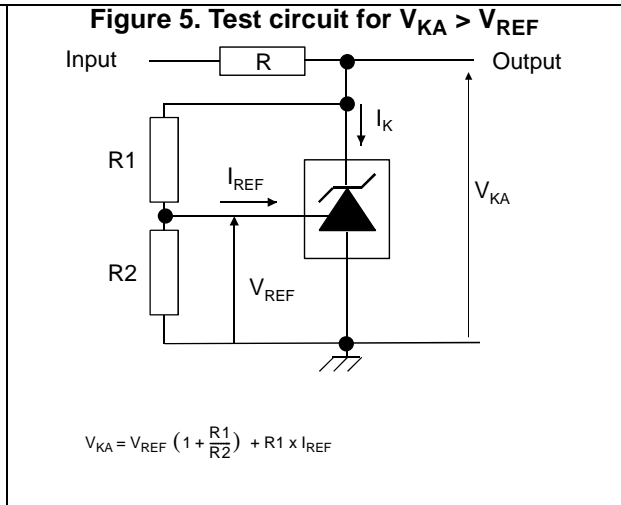 Figure 5. Test circuit for VKA > VREF
Input R Output
IK
R1
IREF
VKA
R2
VREF
VKA = VREF (1 + R1/R2) + R1 x IREF